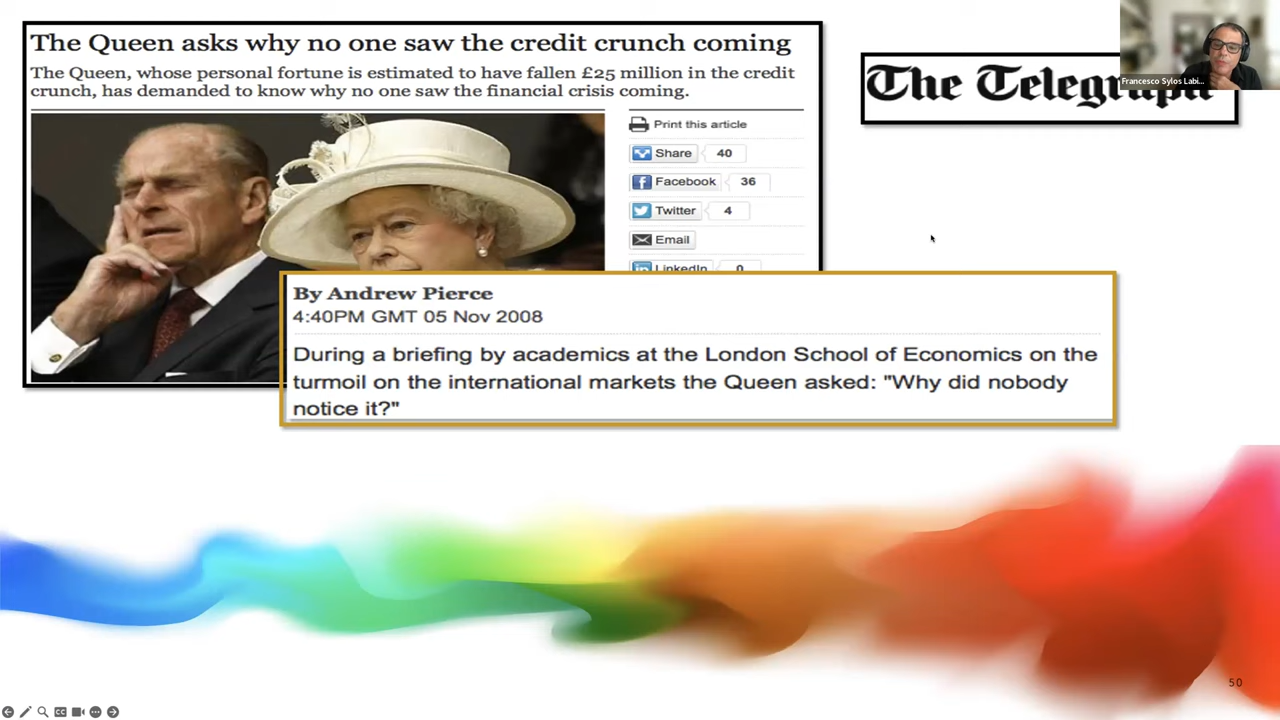 The Queen asks why no one saw the credit crunch coming
The Queen, whose personal fortune is estimated to have fallen £25 million in the credit
crunch, has demanded to know why no one saw the financial crisis coming.
Print this article
Share 40
Facebook 36
Twitter 4
Email
LinkedIn 0
The Telegraph
Francesco Sylos Labi...
By Andrew Pierce
4:40PM GMT 05 Nov 2008
During a briefing by academics at the London School of Economics on the
turmoil on the international markets the Queen asked: "Why did nobody
notice it?"
50